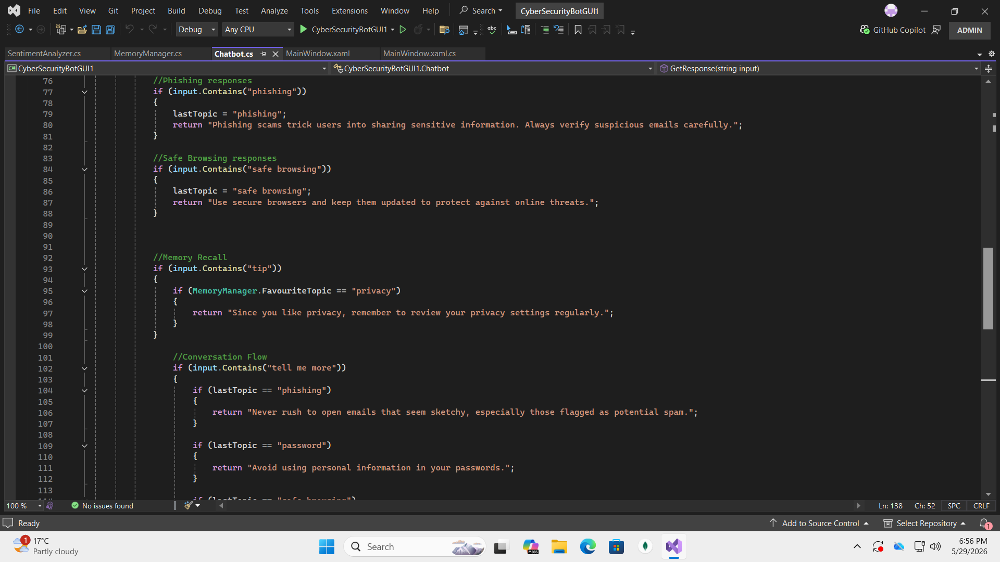 File Edit View Git Project Build Debug Test Analyze Tools Extensions Window Help Search CyberSecurityBotGUI1
Debug Any CPU CyberSecurityBotGUI1 GitHub Copilot ADMIN
SentimentAnalyzer.cs MemoryManager.cs Chatbot.cs MainWindow.xaml MainWindow.xaml.cs
C# CyberSecurityBotGUI1 CyberSecurityBotGUI1.Chatbot GetResponse(string input)
76 //Phishing responses
77 if (input.Contains("phishing"))
78 {
79 lastTopic = "phishing";
80 return "Phishing scams trick users into sharing sensitive information. Always verify suspicious emails carefully.";
81 }
82
83 //Safe Browsing responses
84 if (input.Contains("safe browsing"))
85 {
86 lastTopic = "safe browsing";
87 return "Use secure browsers and keep them updated to protect against online threats.";
88 }
89
90
91
92 //Memory Recall
93 if (input.Contains("tip"))
94 {
95 if (MemoryManager.FavouriteTopic == "privacy")
96 {
97 return "Since you like privacy, remember to review your privacy settings regularly.";
98 }
99 }
100
101 //Conversation Flow
102 if (input.Contains("tell me more"))
103 {
104 if (lastTopic == "phishing")
105 {
106 return "Never rush to open emails that seem sketchy, especially those flagged as potential spam.";
107 }
108
109 if (lastTopic == "password")
110 {
111 return "Avoid using personal information in your passwords.";
112 }
113
100 % No issues found Ln: 138 Ch: 52 SPC CRLF
Ready Add to Source Control Select Repository 1
1 17°C
Partly cloudy
Search
M365
6:56 PM
5/29/2026